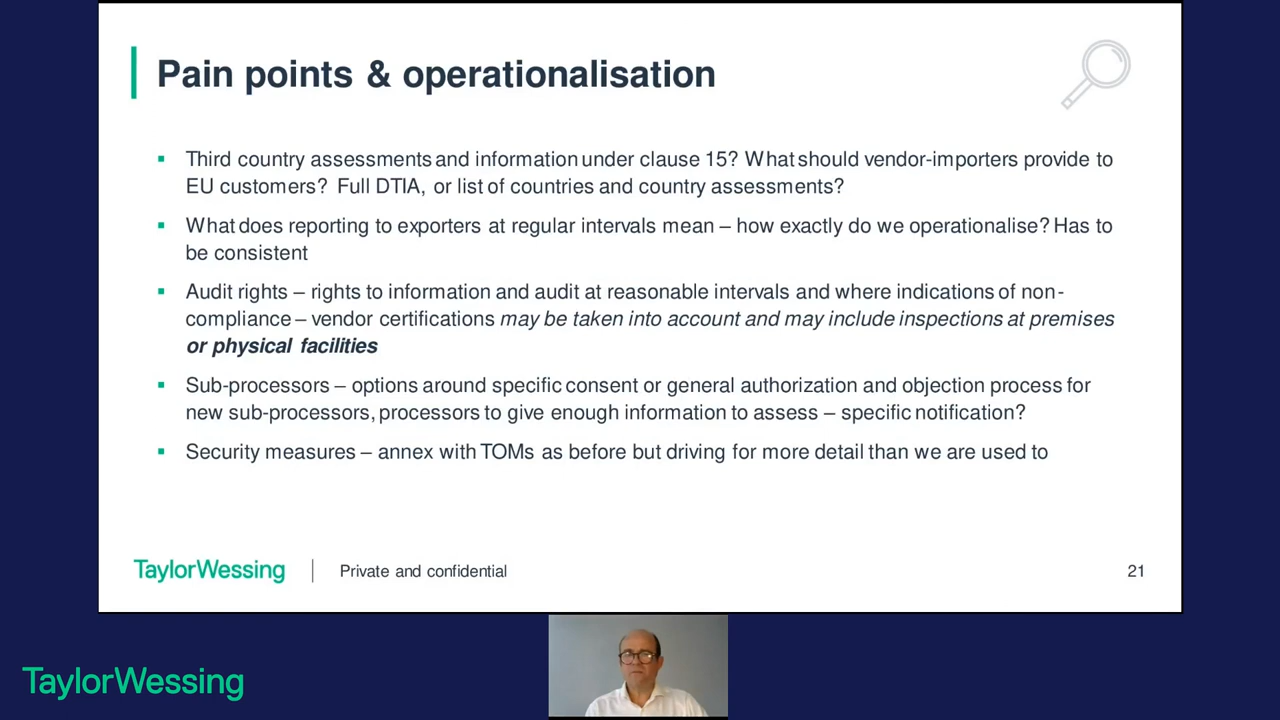 Pain points & operationalisation
Third country assessments and information under clause 15? What should vendor-importers provide to
EU customers? Full DTIA, or list of countries and country assessments?
What does reporting to exporters at regular intervals mean – how exactly do we operationalise? Has to
be consistent
Audit rights – rights to information and audit at reasonable intervals and where indications of non-
compliance – vendor certifications may be taken into account and may include inspections at premises
or physical facilities
Sub-processors – options around specific consent or general authorization and objection process for
new sub-processors, processors to give enough information to assess – specific notification?
Security measures – annex with TOMs as before but driving for more detail than we are used to
TaylorWessing
Private and confidential
21
TaylorWessing